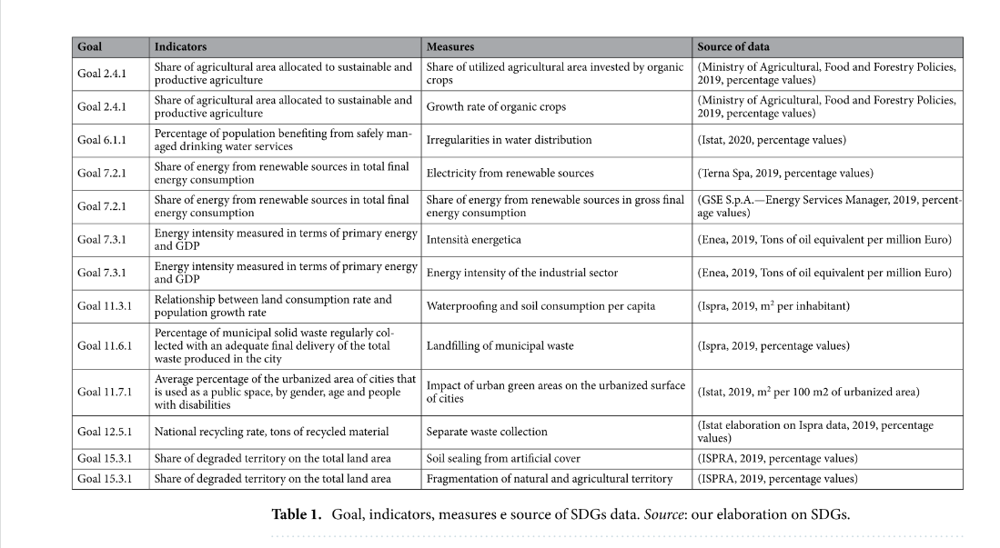 Goal Indicators Measures Source of data
Goal 2.4.1 Share of agricultural area allocated to sustainable and
productive agriculture Share of utilized agricultural area invested by organic
crops (Ministry of Agricultural, Food and Forestry Policies,
2019, percentage values)
Goal 2.4.1 Share of agricultural area allocated to sustainable and
productive agriculture Growth rate of organic crops (Ministry of Agricultural, Food and Forestry Policies,
2019, percentage values)
Goal 6.1.1 Percentage of population benefiting from safely man-
aged drinking water services Irregularities in water distribution (Istat, 2020, percentage values)
Goal 7.2.1 Share of energy from renewable sources in total final
energy consumption Electricity from renewable sources (Terna Spa, 2019, percentage values)
Goal 7.2.1 Share of energy from renewable sources in total final
energy consumption Share of energy from renewable sources in gross final
energy consumption (GSE S.p.A.—Energy Services Manager, 2019, percent-
age values)
Goal 7.3.1 Energy intensity measured in terms of primary energy
and GDP Intensità energetica (Enea, 2019, Tons of oil equivalent per million Euro)
Goal 7.3.1 Energy intensity measured in terms of primary energy
and GDP Energy intensity of the industrial sector (Enea, 2019, Tons of oil equivalent per million Euro)
Goal 11.3.1 Relationship between land consumption rate and
population growth rate Waterproofing and soil consumption per capita (Ispra, 2019, m² per inhabitant)
Goal 11.6.1 Percentage of municipal solid waste regularly col-
lected with an adequate final delivery of the total
waste produced in the city Landfilling of municipal waste (Ispra, 2019, percentage values)
Goal 11.7.1 Average percentage of the urbanized area of cities that
is used as a public space, by gender, age and people
with disabilities Impact of urban green areas on the urbanized surface
of cities (Istat, 2019, m² per 100 m2 of urbanized area)
Goal 12.5.1 National recycling rate, tons of recycled material Separate waste collection (Istat elaboration on Ispra data, 2019, percentage
values)
Goal 15.3.1 Share of degraded territory on the total land area Soil sealing from artificial cover (ISPRA, 2019, percentage values)
Goal 15.3.1 Share of degraded territory on the total land area Fragmentation of natural and agricultural territory (ISPRA, 2019, percentage values)
Table 1. Goal, indicators, measures e source of SDGs data. Source: our elaboration on SDGs.